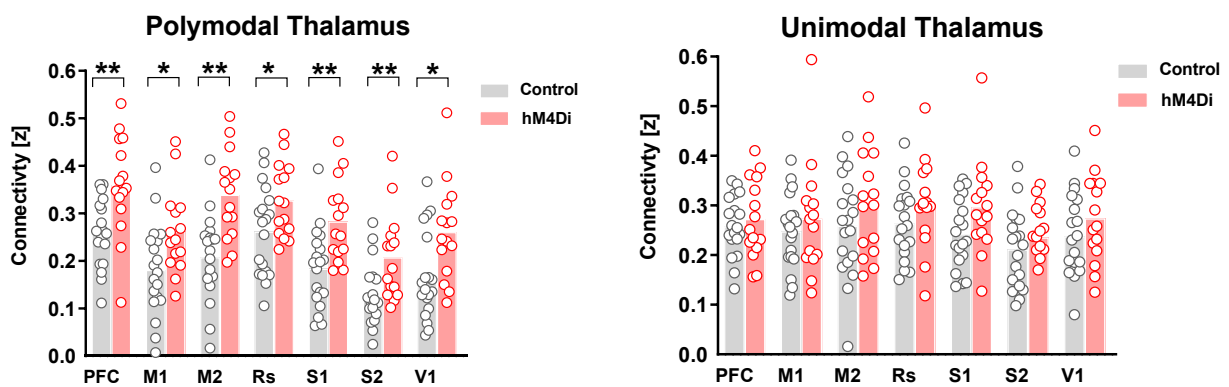 Polymodal Thalamus
** * ** * ** ** *
0.6
0.5
0.4
0.3
0.2
0.1
0.0
Connectivty [z]
Control
hM4Di
PFC M1 M2 Rs S1 S2 V1
Unimodal Thalamus
0.6
0.5
0.4
0.3
0.2
0.1
0.0
Connectivty [z]
Control
hM4Di
PFC M1 M2 Rs S1 S2 V1